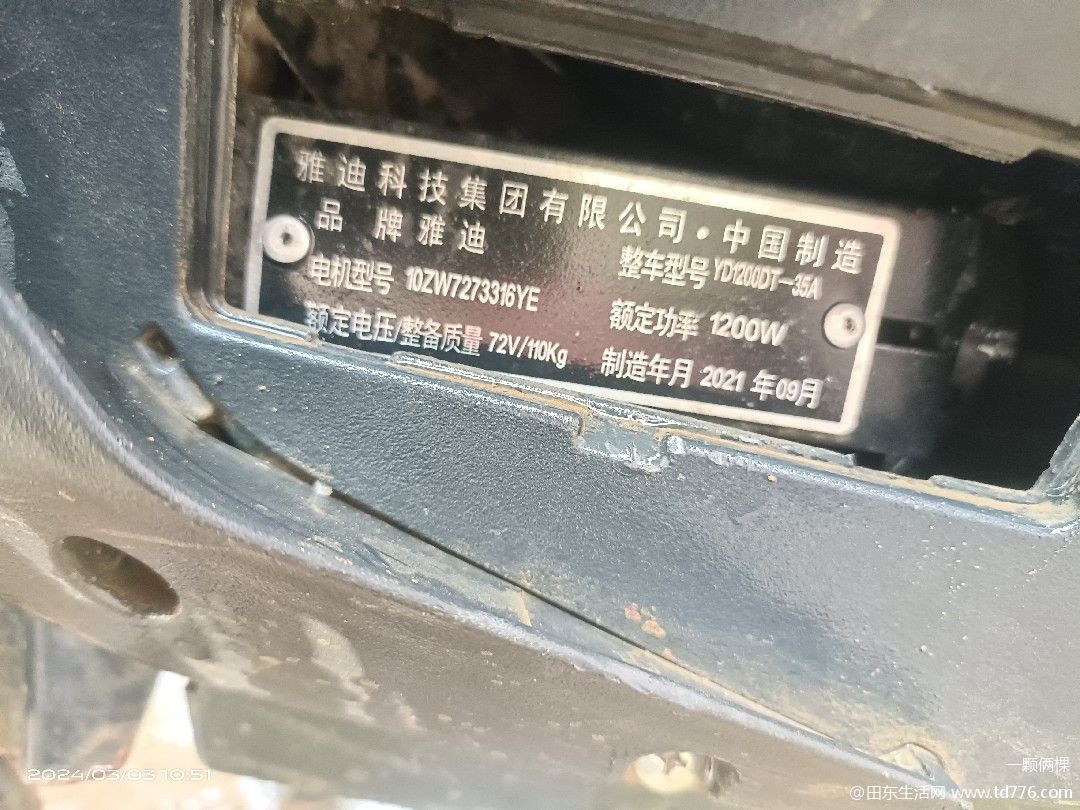 雅迪科技集团有限公司·中国制造
品 牌 雅 迪 整车型号 YD1200DT-35A
电机型号 10ZW7273316YE 额定功率 1200W
额定电压/整备质量 72V/110Kg 制造年月 2021年09月
2024/03/03 10:51
一颗俩棵
@田东生活网 www.td776.com